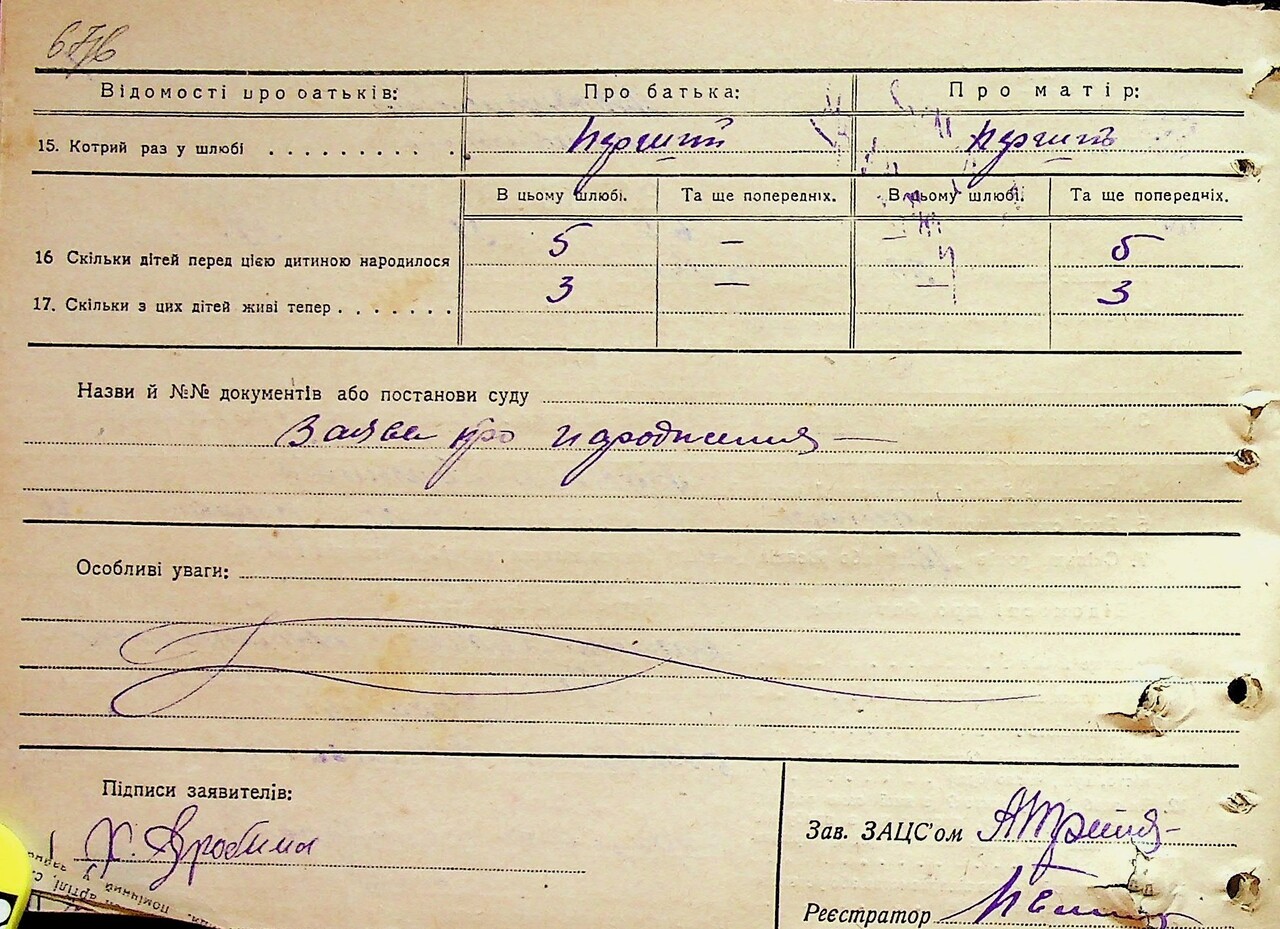 676
Відомості про батьків: Про батька: Про матір:
15. Котрий раз у шлюбі . . . . . . . . . . Перший Перший
В цьому шлюбі. Та ще попередніх. В цьому шлюбі. Та ще попередніх.
16 Скільки дітей перед цією дитиною народилося 5 — — 5
17. Скільки з цих дітей живі тепер . . . . . . . 3 — — 3
Назви й №№ документів або постанови суду
Заява про народження —
Особливі уваги:
Підписи заявителів:
Х.
Зав. ЗАЦС'ом
Реєстратор